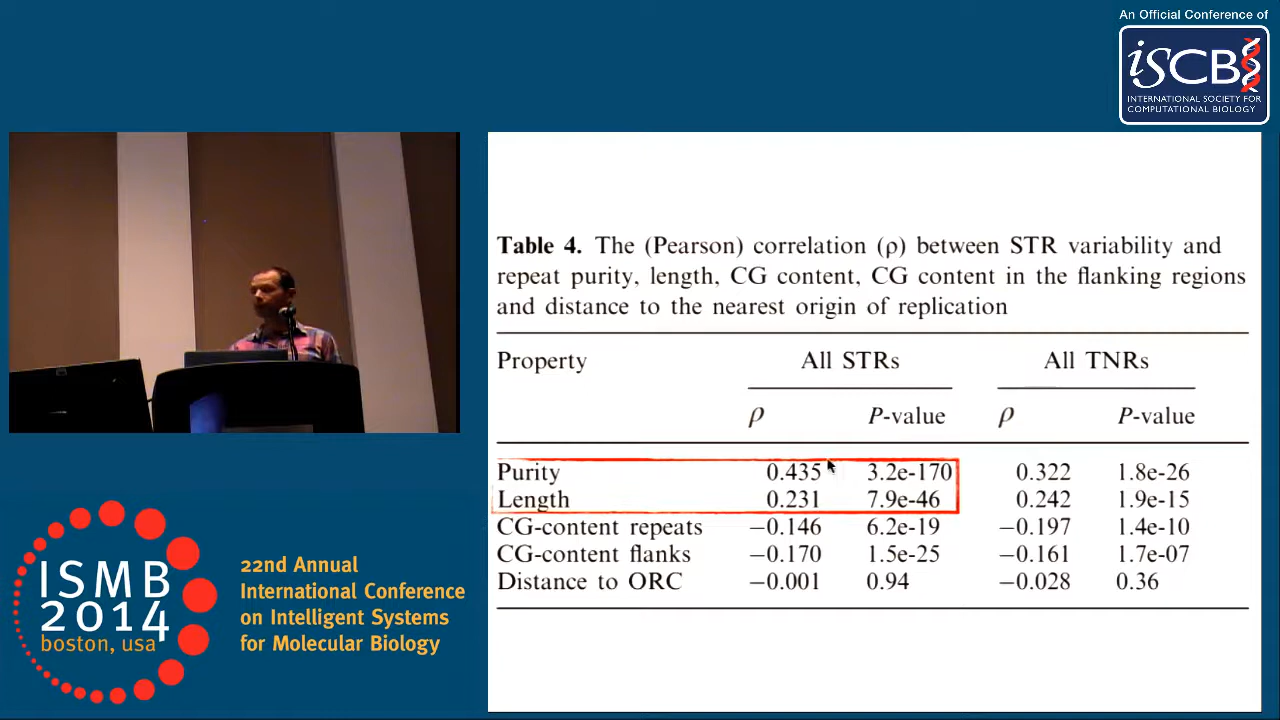 An Official Conference of
iSCB
INTERNATIONAL SOCIETY FOR
COMPUTATIONAL BIOLOGY
Table 4. The (Pearson) correlation (ρ) between STR variability and
repeat purity, length, CG content, CG content in the flanking regions
and distance to the nearest origin of replication
Property All STRs All TNRs
ρ P-value ρ P-value
Purity 0.435 3.2e-170 0.322 1.8e-26
Length 0.231 7.9e-46 0.242 1.9e-15
CG-content repeats −0.146 6.2e-19 −0.197 1.4e-10
CG-content flanks −0.170 1.5e-25 −0.161 1.7e-07
Distance to ORC −0.001 0.94 −0.028 0.36
ISMB
2014
boston, usa
22nd Annual
International Conference
on Intelligent Systems
for Molecular Biology